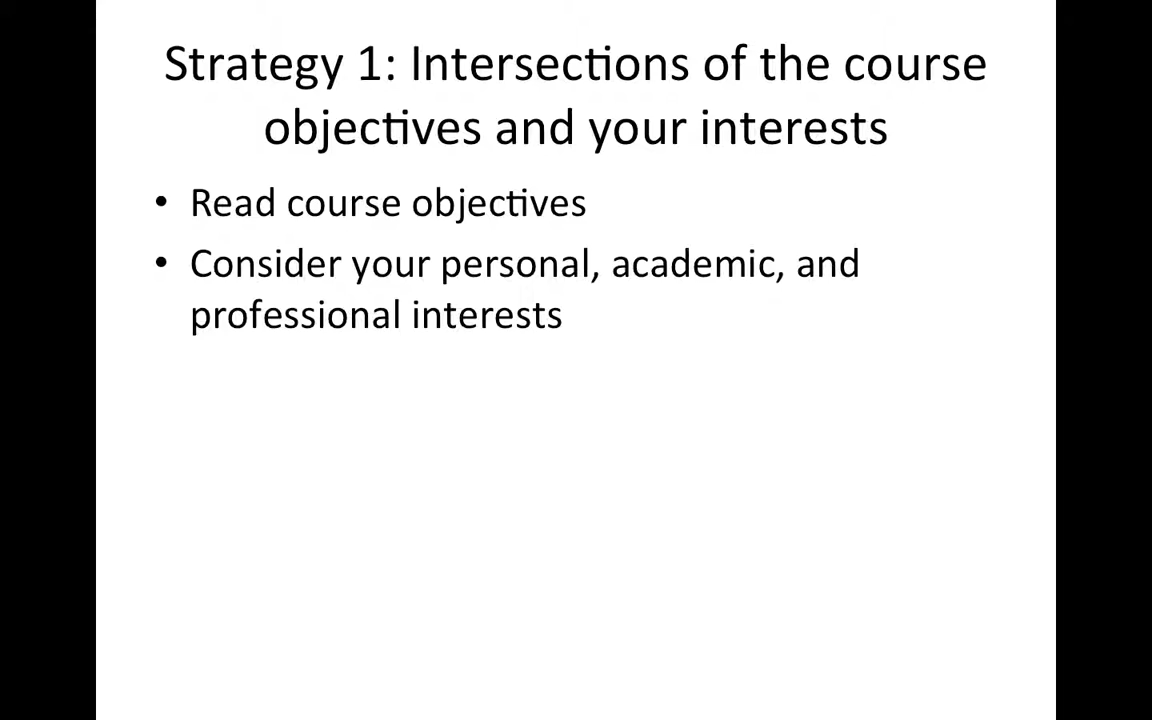 Strategy 1: Intersections of the course
objectives and your interests
• Read course objectives
• Consider your personal, academic, and
professional interests